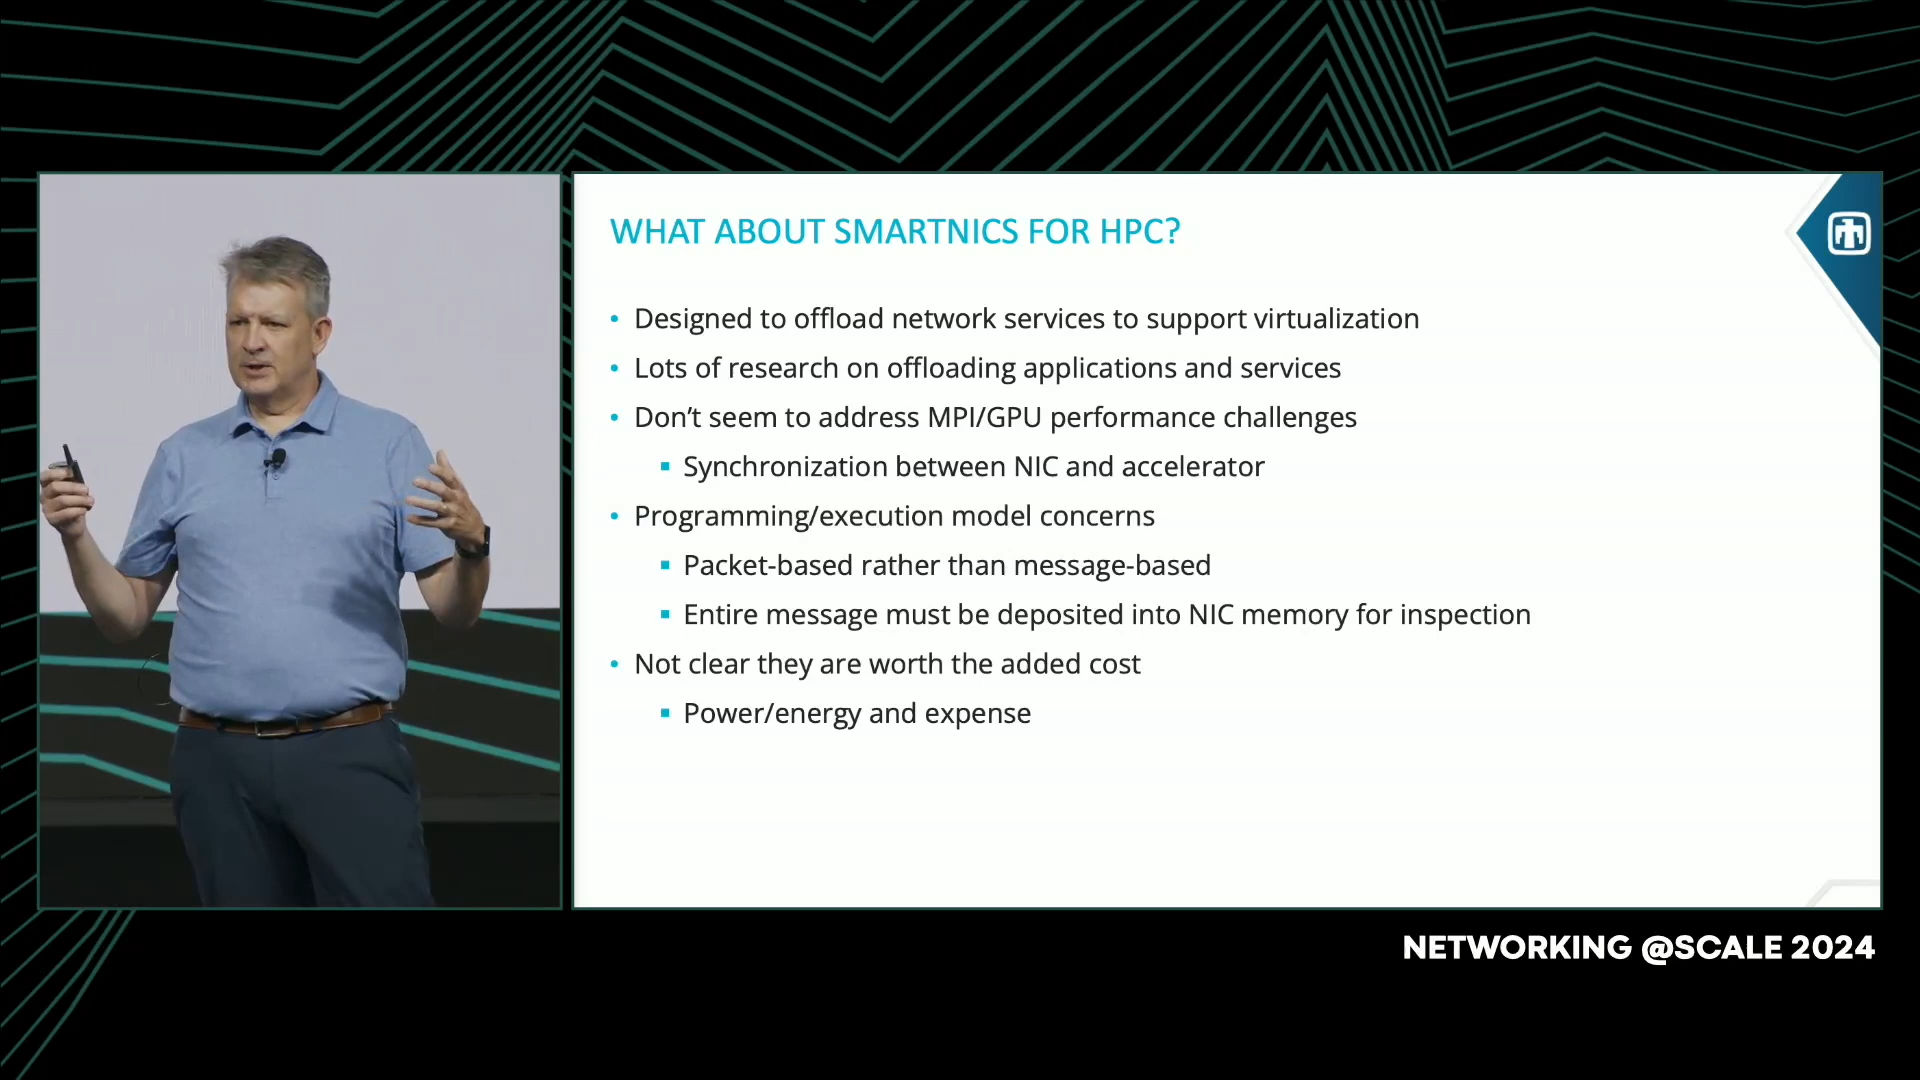 WHAT ABOUT SMARTNICS FOR HPC?
• Designed to offload network services to support virtualization
• Lots of research on offloading applications and services
• Don’t seem to address MPI/GPU performance challenges
▪ Synchronization between NIC and accelerator
• Programming/execution model concerns
▪ Packet-based rather than message-based
▪ Entire message must be deposited into NIC memory for inspection
• Not clear they are worth the added cost
▪ Power/energy and expense
NETWORKING @SCALE 2024